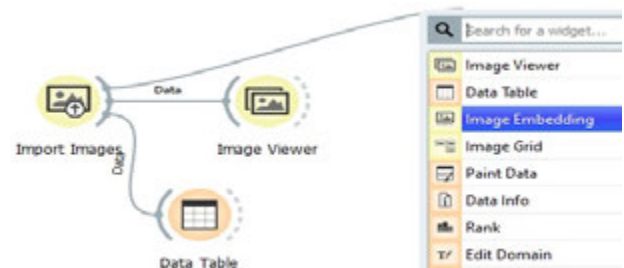 Search for a widget...
Image Viewer
Data Table
Image Embedding
Image Grid
Paint Data
Data Info
Rank
Edit Domain
Data
Import Images
Image Viewer
Data
Data Table